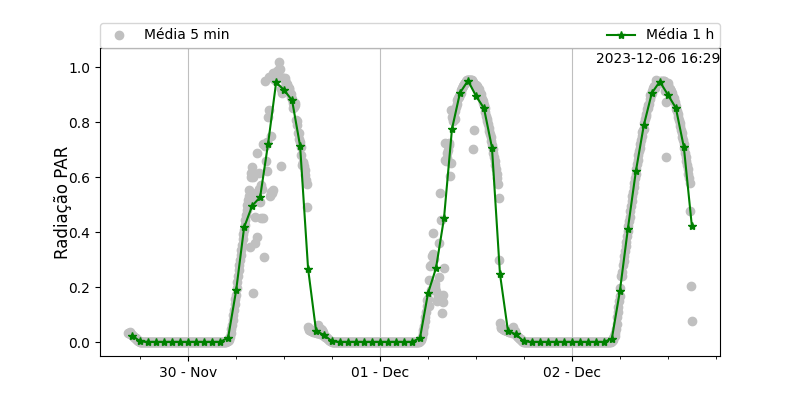 Média 5 min
Média 1 h
2023-12-06 16:29
Radiação PAR
1.0
0.8
0.6
0.4
0.2
0.0
30 - Nov
01 - Dec
02 - Dec